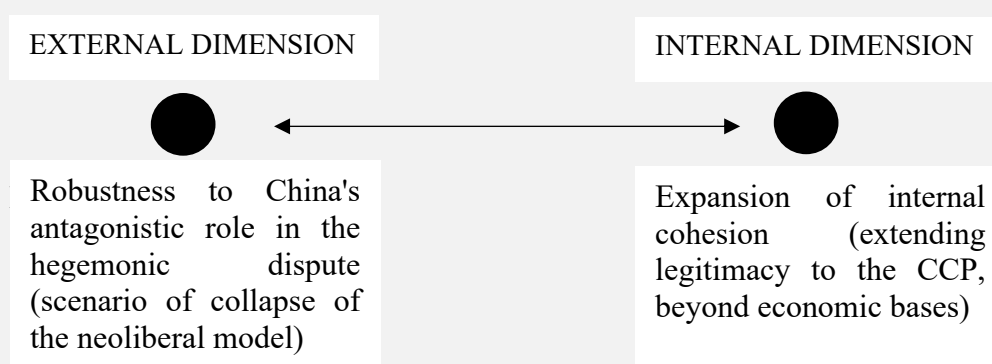 EXTERNAL DIMENSION
Robustness to China's
antagonistic role in the
hegemonic dispute
(scenario of collapse of
the neoliberal model)
INTERNAL DIMENSION
Expansion of internal
cohesion (extending
legitimacy to the CCP,
beyond economic bases)